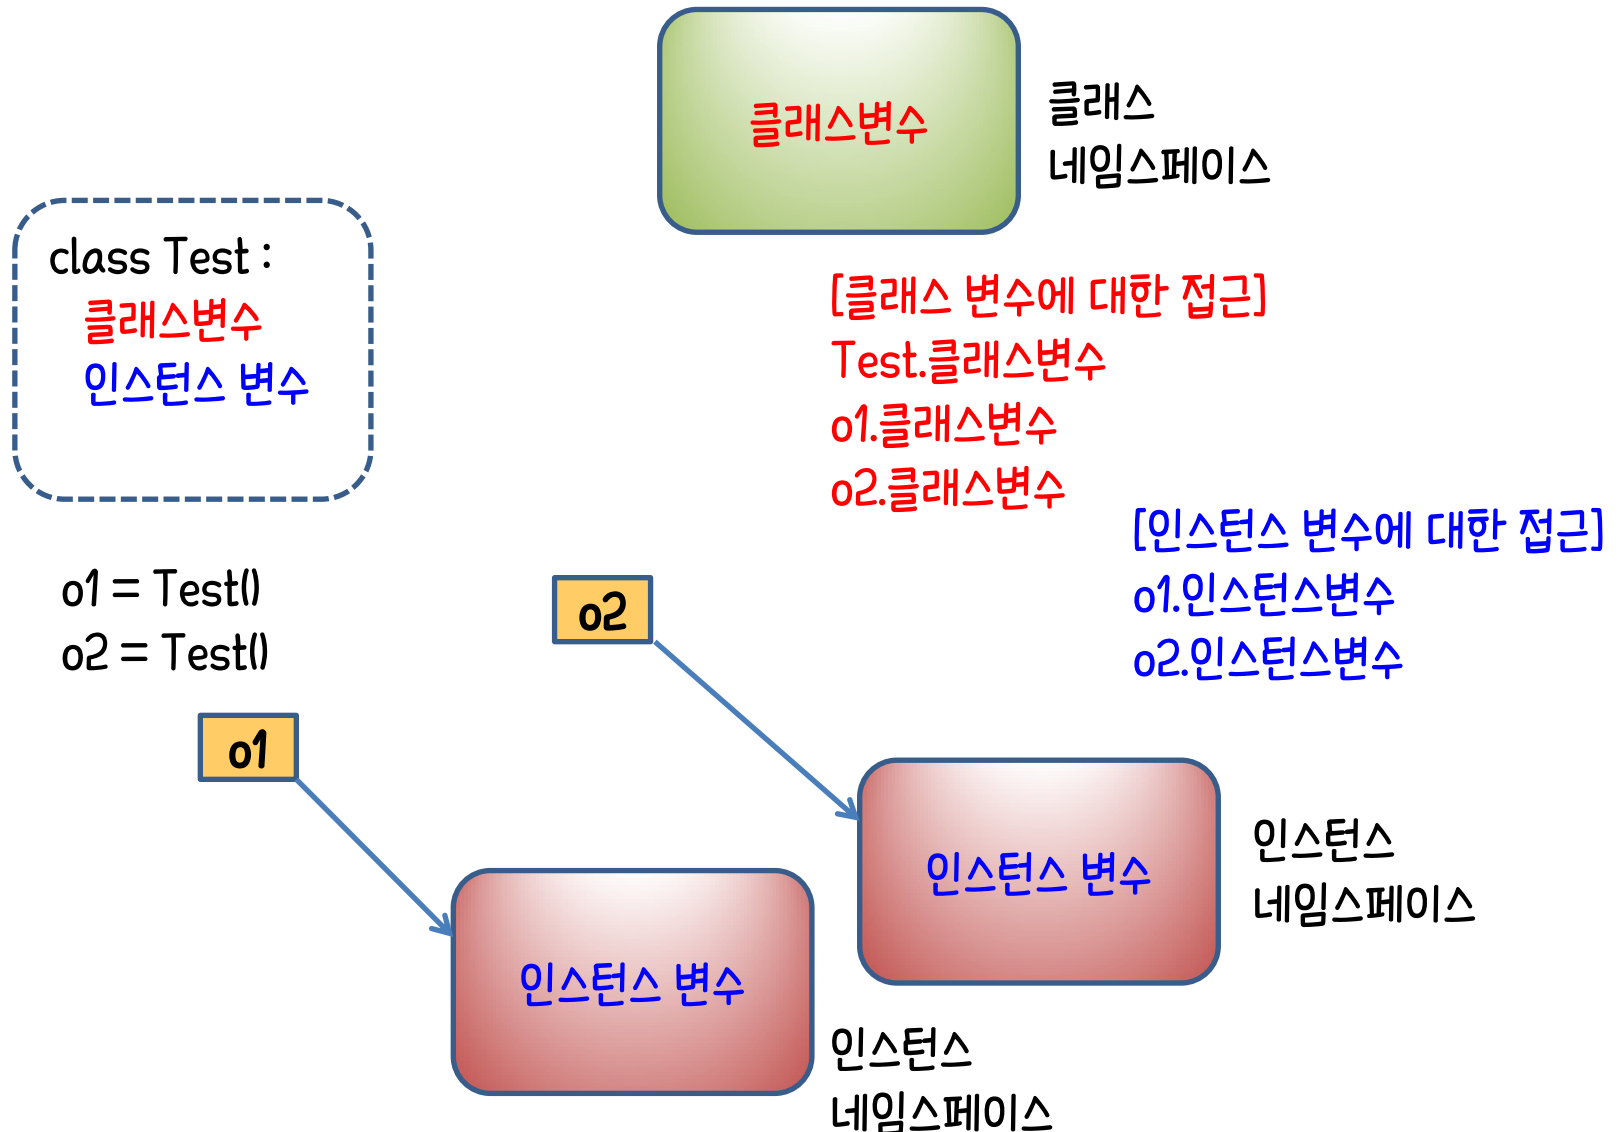 클래스변수
클래스
네임스페이스
class Test :
클래스변수
인스턴스 변수
[클래스 변수에 대한 접근]
Test.클래스변수
o1.클래스변수
o2.클래스변수
[인스턴스 변수에 대한 접근]
o1.인스턴스변수
o2.인스턴스변수
o1 = Test()
o2 = Test()
o2
o1
인스턴스 변수
인스턴스
네임스페이스
인스턴스 변수
인스턴스
네임스페이스